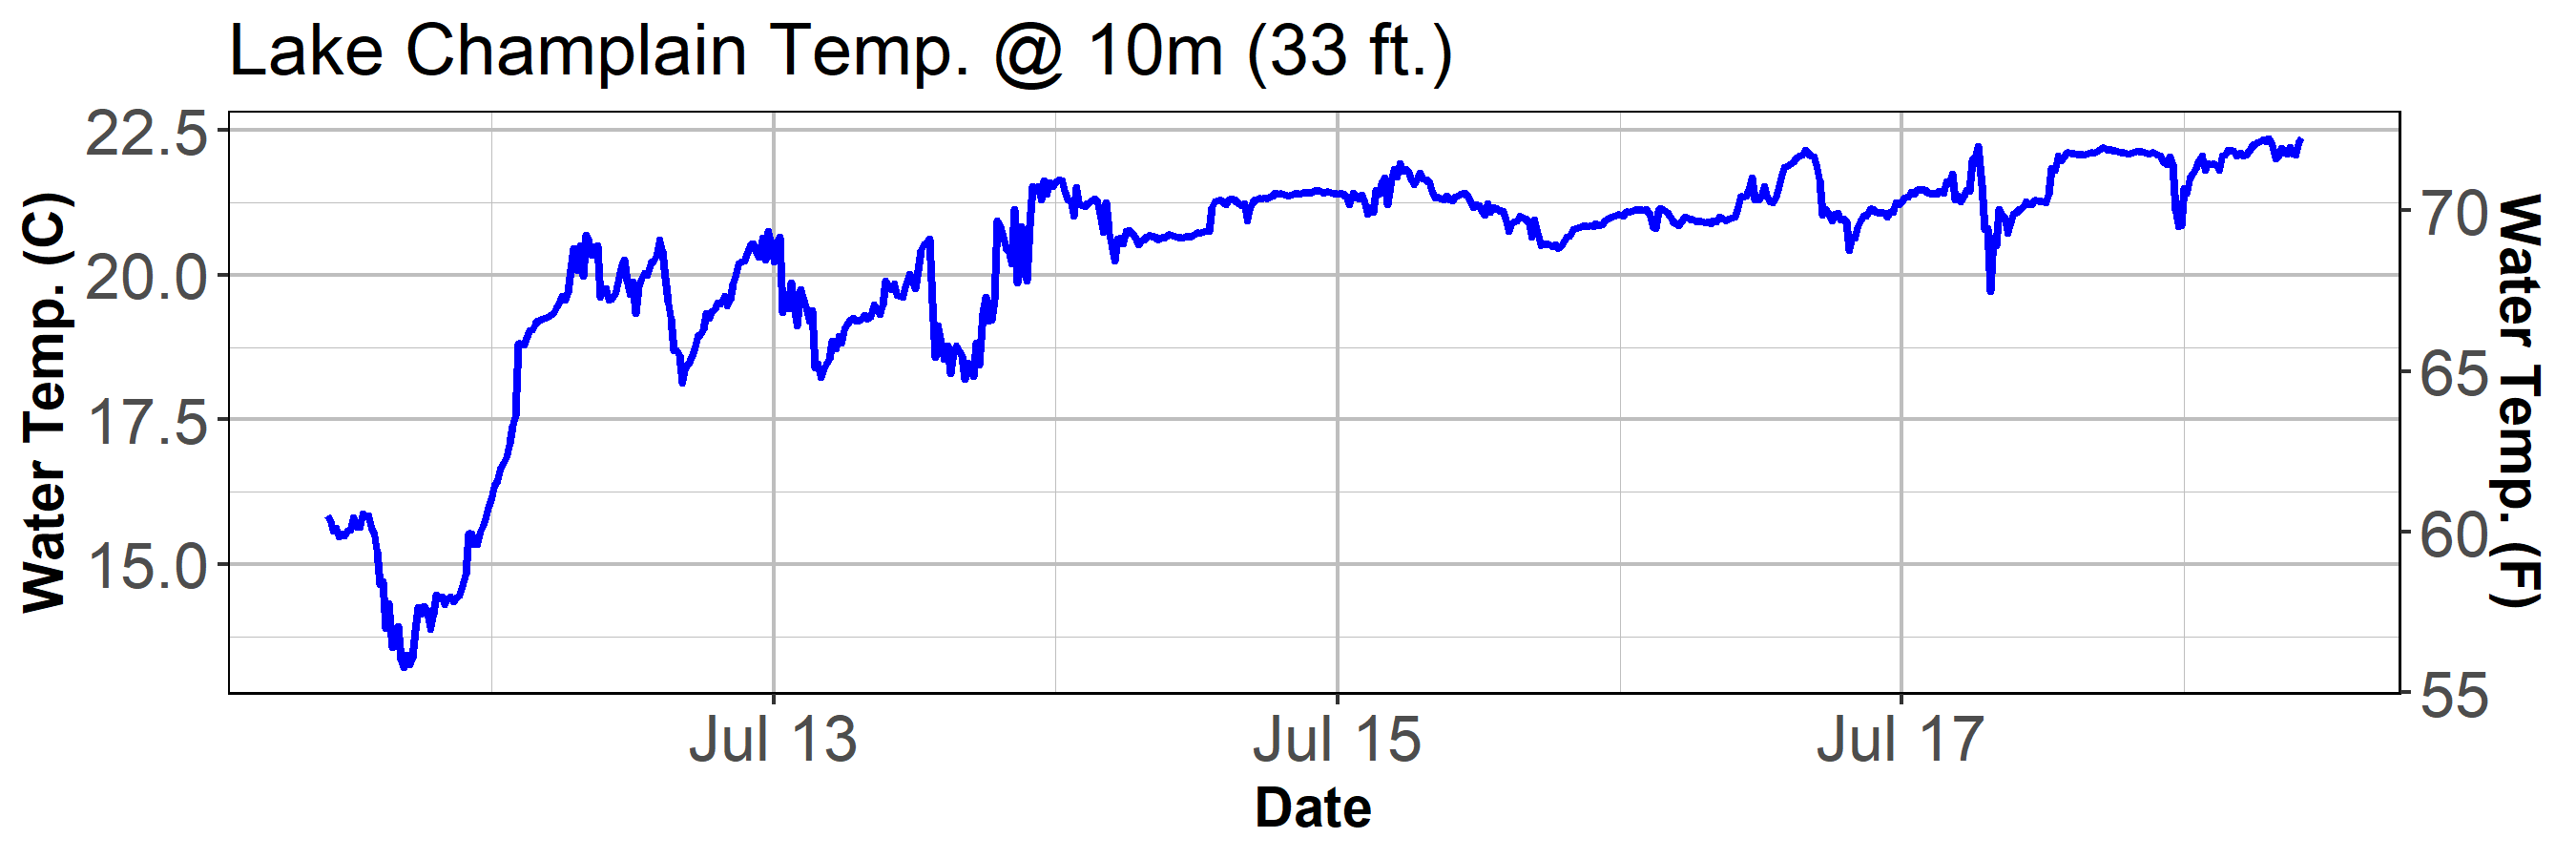 Lake Champlain Temp. @ 10m (33 ft.)
Water Temp. (C)
22.5
20.0
17.5
15.0
70
65
60
55
Water Temp. (F)
Jul 13 Jul 15 Jul 17
Date